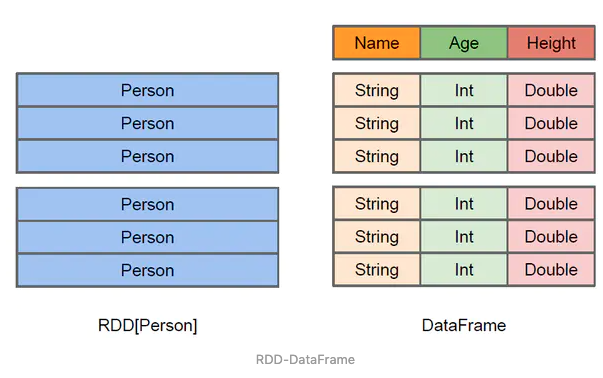 Name Age Height
Person String Int Double
Person String Int Double
Person String Int Double
Person String Int Double
Person String Int Double
Person String Int Double
RDD[Person] DataFrame
RDD-DataFrame